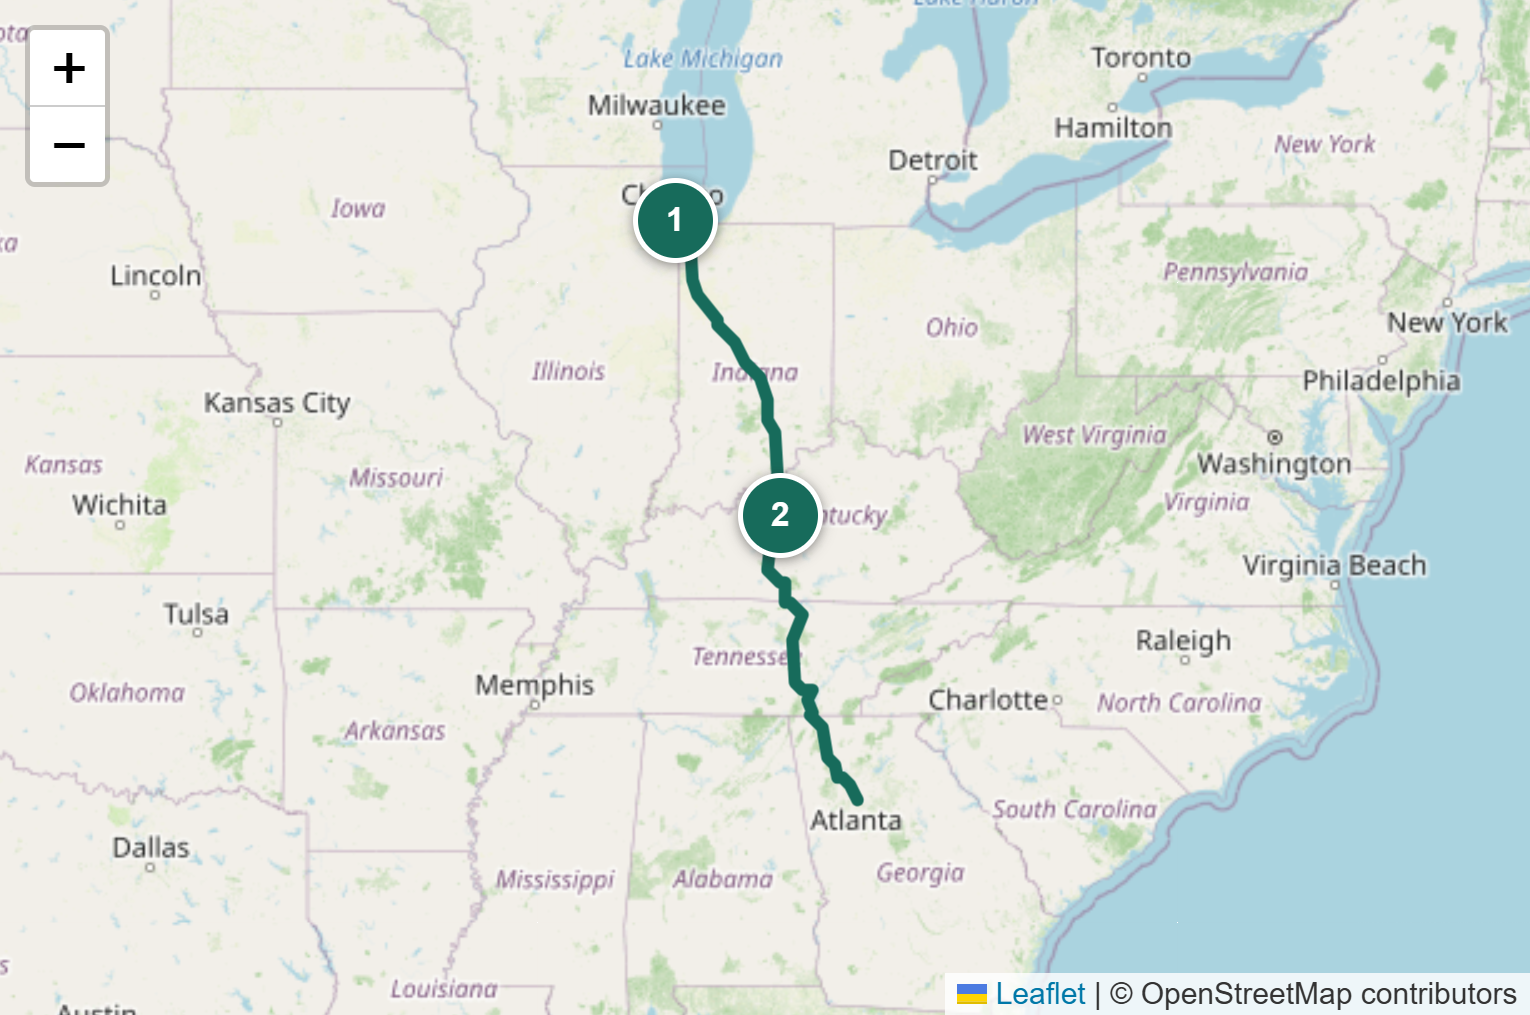 Lake Michigan
Toronto
Milwaukee
Hamilton
New York
Detroit
Iowa
1
Lincoln
Pennsylvania
New York
Ohio
Illinois
Indiana
Philadelphia
Kansas City
West Virginia
Washington
Kansas
Missouri
Wichita
Virginia
2
Virginia Beach
Tulsa
Raleigh
Tennessee
Memphis
Oklahoma
Charlotte
North Carolina
Arkansas
South Carolina
Atlanta
Dallas
Mississippi
Alabama
Georgia
Louisiana
Leaflet | © OpenStreetMap contributors
+
−